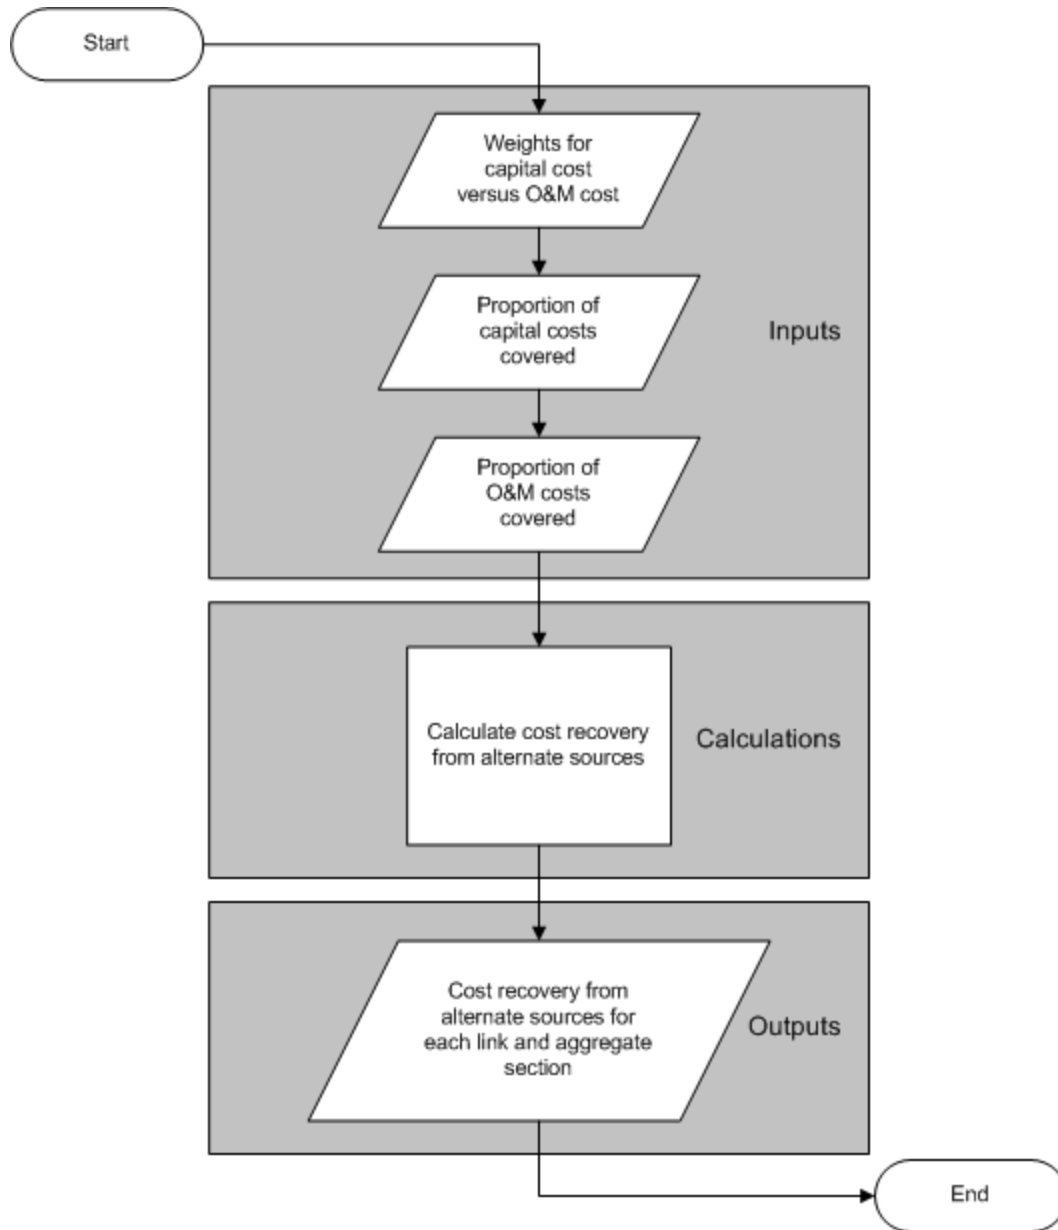 Start
Weights for
capital cost
versus O&M cost
Proportion of
capital costs
covered
Inputs
Proportion of
O&M costs
covered
Calculate cost recovery
from alternate sources
Calculations
Cost recovery from
alternate sources for
each link and aggregate
section
Outputs
End